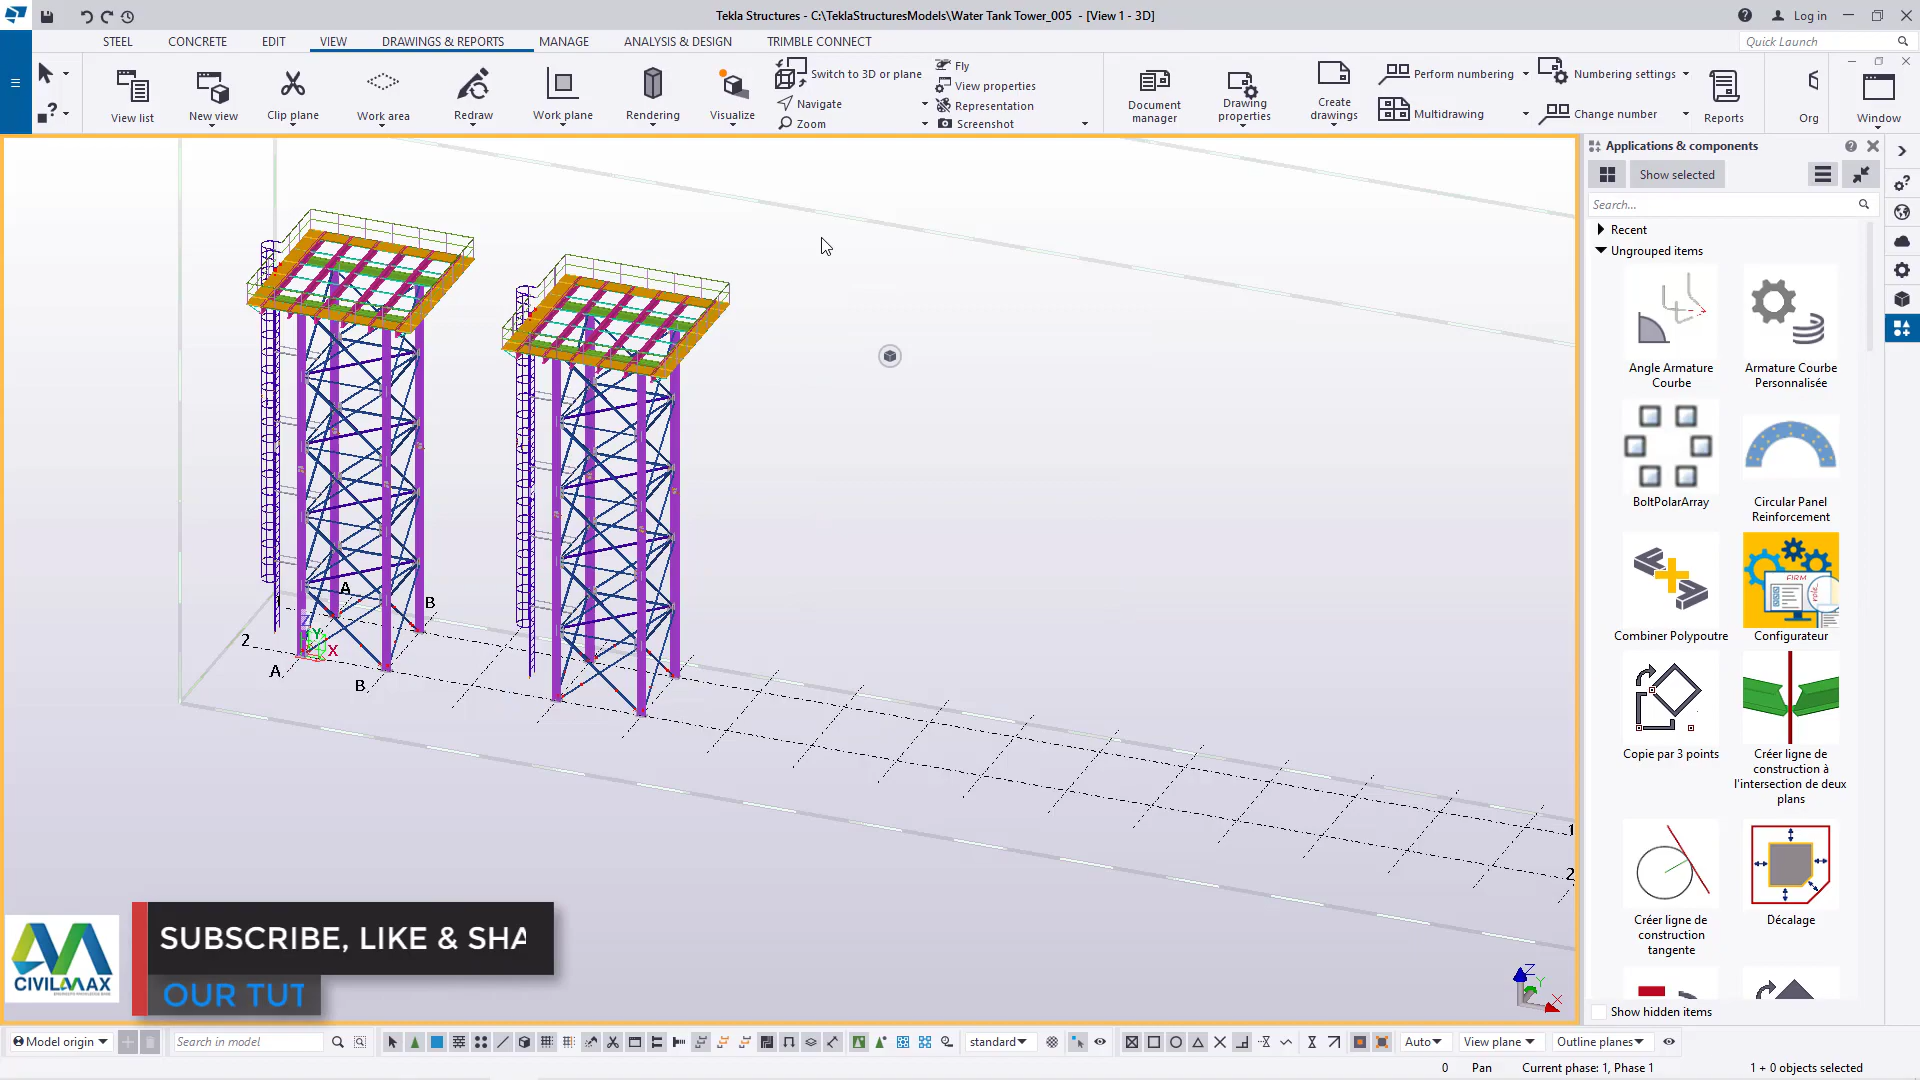 Tekla Structures - C:\TeklaStructuresModels\Water Tank Tower_005 - [View 1 - 3D]
Log in
STEEL CONCRETE EDIT VIEW DRAWINGS & REPORTS MANAGE ANALYSIS & DESIGN TRIMBLE CONNECT
Quick Launch
View list
New view
Clip plane
Work area
Redraw
Work plane
Rendering
Visualize
Switch to 3D or plane
Navigate
Zoom
Fly
View properties
Representation
Screenshot
Document
manager
Drawing
properties
Create
drawings
Perform numbering
Multidrawing
Numbering settings
Change number
Reports
Org
Window
Applications & components
Show selected
Search...
Recent
Ungrouped items
Angle Armature
Courbe
Armature Courbe
Personnalisée
BoltPolarArray
Circular Panel
Reinforcement
Combiner Polypoutre
FIRM
role
Configurateur
Copie par 3 points
Créer ligne de
construction à
l'intersection de deux
plans
Créer ligne de
construction
tangente
Décalage
Show hidden items
A
B
2
Z
Y
X
A
B
1
2
Z
Y
X
CIVILMAX
SUBSCRIBE, LIKE & SHA
OUR TUT
Model origin
Search in model
standard
Auto
View plane
Outline planes
0 Pan Current phase: 1, Phase 1 1 + 0 objects selected